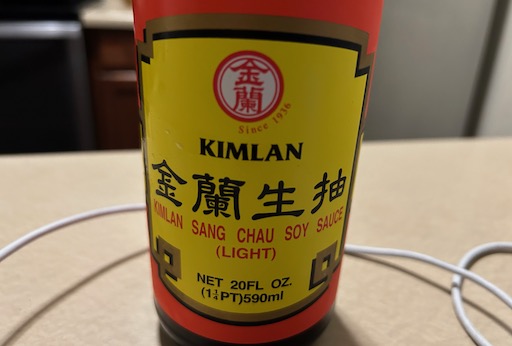 金蘭
Since 1936
KIMLAN
金蘭生抽
KIMLAN SANG CHAU SOY SAUCE
(LIGHT)
NET 20FL OZ.
(1¼PT)590ml